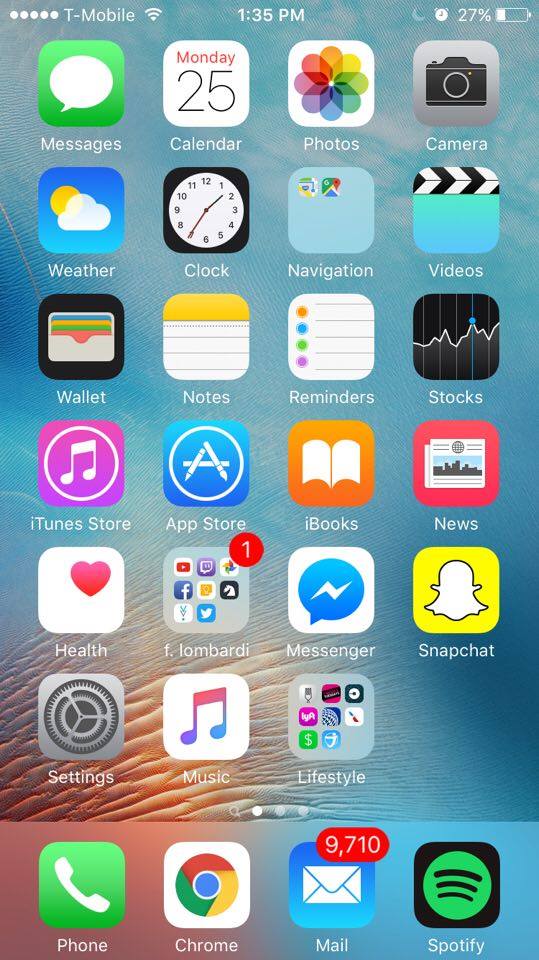 T-Mobile 1:35 PM 27%
Monday
25
Messages Calendar Photos Camera
12
11 1
10 2
9 3
8 4
7 5
6
Weather Clock Navigation Videos
Wallet Notes Reminders Stocks
iTunes Store App Store iBooks News
1
Health f. lombardi Messenger Snapchat
lyft
$
Settings Music Lifestyle
9,710
Phone Chrome Mail Spotify